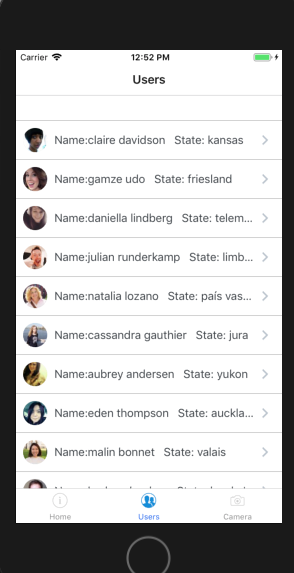 Carrier 12:52 PM
Users
Name:claire davidson State: kansas
Name:gamze udo State: friesland
Name:daniella lindberg State: telem...
Name:julian runderkamp State: limb...
Name:natalia lozano State: país vas...
Name:cassandra gauthier State: jura
Name:aubrey andersen State: yukon
Name:eden thompson State: auckla...
Name:malin bonnet State: valais
Home Users Camera